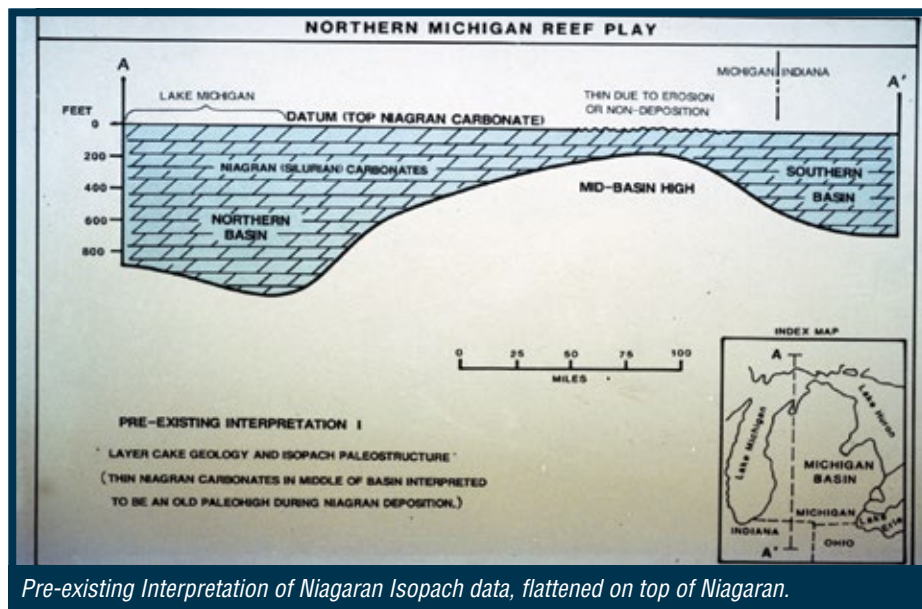 NORTHERN MICHIGAN REEF PLAY
A
MICHIGAN INDIANA
A'
LAKE MICHIGAN
THIN DUE TO EROSION
OR NON-DEPOSITION
FEET
DATUM (TOP NIAGRAN CARBONATE)
0
200
400
600
800
NIAGRAN (SILURIAN) CARBONATES
SOUTHERN
BASIN
MID-BASIN HIGH
NORTHERN
BASIN
0 25 50 75 100
MILES
INDEX MAP
A
Lake Huron
Lake Michigan
MICHIGAN
BASIN
MICHIGAN
Lake Erie
INDIANA
OHIO
A'
PRE-EXISTING INTERPRETATION I
LAYER CAKE GEOLOGY AND ISOPACH PALEOSTRUCTURE
(THIN NIAGRAN CARBONATES IN MIDDLE OF BASIN INTERPRETED
TO BE AN OLD PALEOHIGH DURING NIAGRAN DEPOSITION.)
Pre-existing Interpretation of Niagaran Isopach data, flattened on top of Niagaran.